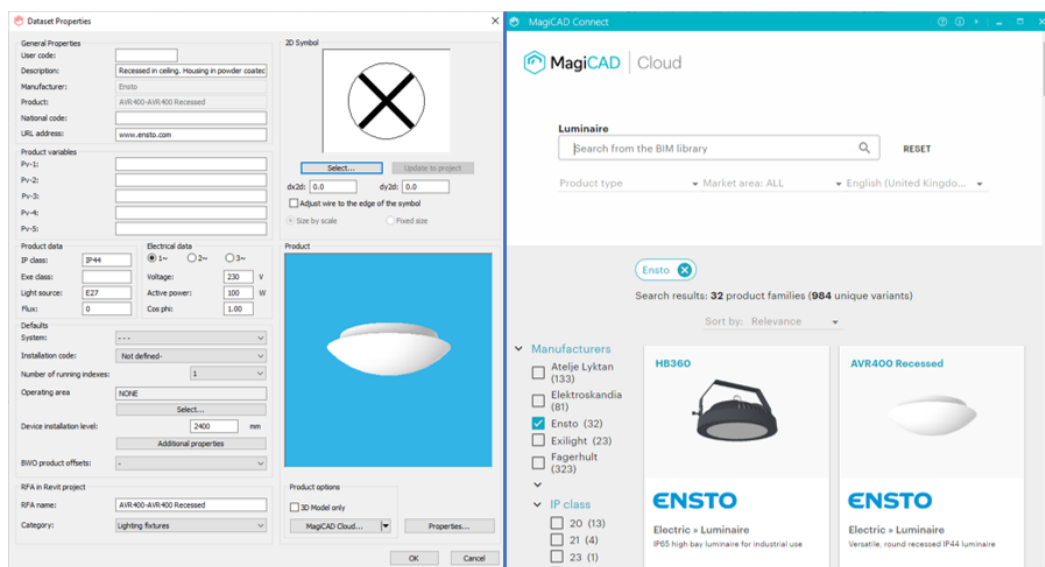 Dataset Properties
General Properties
User code:
Description: Recessed in ceiling. Housing in powder coated
Manufacturer: Ensto
Product: AVR400-AVR400 Recessed
National code:
URL address: www.ensto.com
Product variables
Pv-1:
Pv-2:
Pv-3:
Pv-4:
Pv-5:
Product data
IP class: IP44
Exe class:
Light source: E27
Flux: 0
Electrical data
1~ 2~ 3~
Voltage: 230 V
Active power: 100 W
Cos phi: 1.00
Defaults
System: ---
Installation code: Not defined-
Number of running indexes: 1
Operating area NONE
Select...
Device installation level: 2400 mm
Additional properties
BWO product offsets: -
RFA in Revit project
RFA name: AVR400-AVR400 Recessed
Category: Lighting fixtures
2D Symbol
Select... Update to project
dx2d: 0.0 dy2d: 0.0
Adjust wire to the edge of the symbol
Size by scale Fixed size
Product
Product options
3D Model only
MagiCAD Cloud... Properties...
OK Cancel
MagiCAD Connect
MagiCAD Cloud
Luminaire
Search from the BIM library RESET
Product type Market area: ALL English (United Kingdo...
Ensto
Search results: 32 product families (984 unique variants)
Sort by: Relevance
Manufacturers
Atelje Lyktan
(133)
Elektroskandia
(81)
Ensto (32)
Exilight (23)
Fagerhult
(323)
IP class
20 (13)
21 (4)
23 (1)
HB360
ENSTO
Electric » Luminaire
IP65 high bay luminaire for industrial use
AVR400 Recessed
ENSTO
Electric » Luminaire
Versatile, round recessed IP44 luminaire